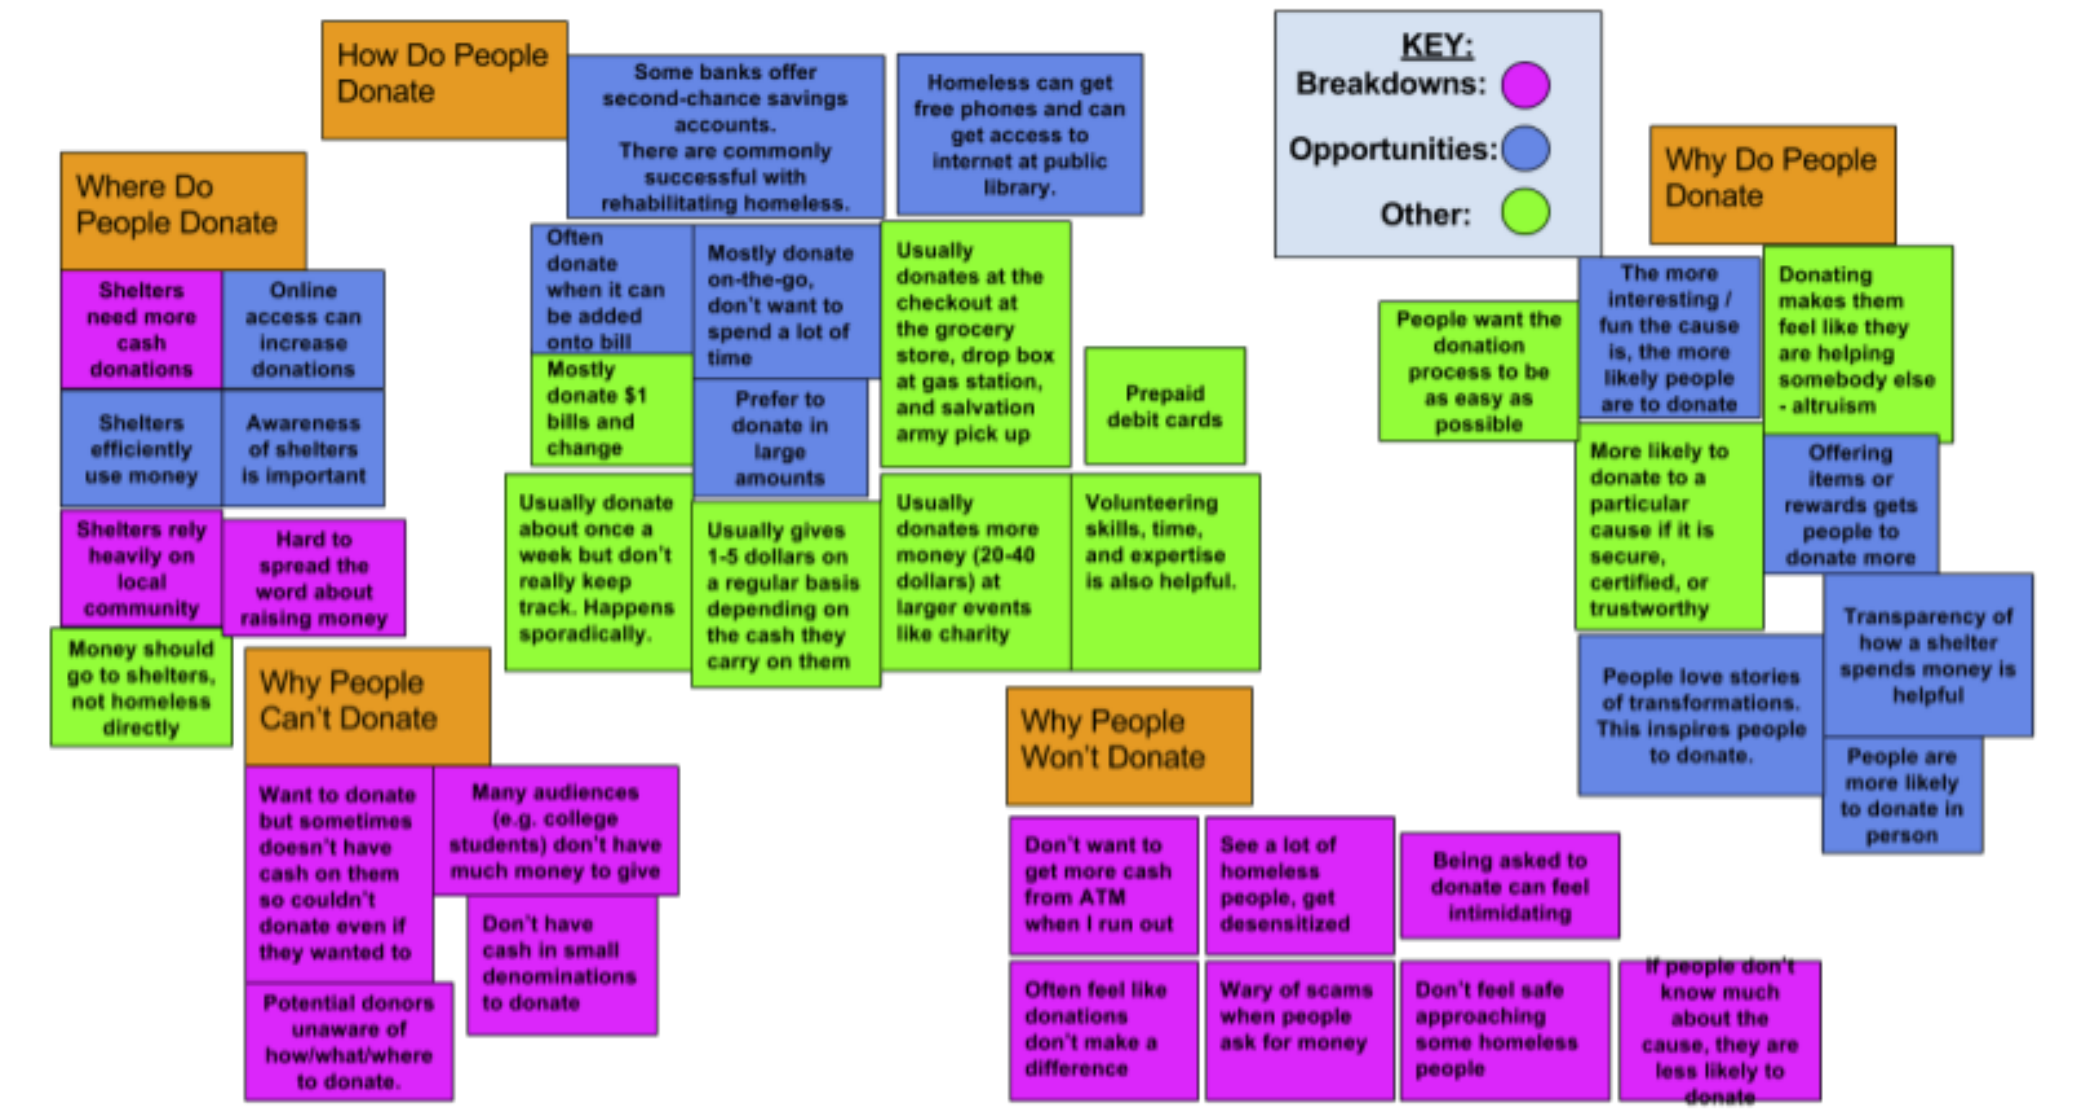 How Do People
Donate
Some banks offer
second-chance savings
accounts.
There are commonly
successful with
rehabilitating homeless.
Homeless can get
free phones and can
get access to
internet at public
library.
Often
donate
when it can
be added
onto bill
Mostly donate
on-the-go,
don't want to
spend a lot of
time
Usually
donates at the
checkout at
the grocery
store, drop box
at gas station,
and salvation
army pick up
Mostly
donate $1
bills and
change
Prefer to
donate in
large
amounts
Prepaid
debit cards
Usually donate
about once a
week but don't
really keep
track. Happens
sporadically.
Usually gives
1-5 dollars on
a regular basis
depending on
the cash they
carry on them
Usually
donates more
money (20-40
dollars) at
larger events
like charity
Volunteering
skills, time,
and expertise
is also helpful.
KEY:
Breakdowns:
Opportunities:
Other:
Where Do
People Donate
Shelters
need more
cash
donations
Online
access can
increase
donations
Shelters
efficiently
use money
Awareness
of shelters
is important
Shelters rely
heavily on
local
community
Hard to
spread the
word about
raising money
Money should
go to shelters,
not homeless
directly
Why Do People
Donate
People want the
donation
process to be
as easy as
possible
The more
interesting /
fun the cause
is, the more
likely people
are to donate
Donating
makes them
feel like they
are helping
somebody else
- altruism
More likely to
donate to a
particular
cause if it is
secure,
certified, or
trustworthy
Offering
items or
rewards gets
people to
donate more
Transparency of
how a shelter
spends money is
helpful
People love stories
of transformations.
This inspires people
to donate.
People are
more likely
to donate in
person
Why People
Can't Donate
Want to donate
but sometimes
doesn't have
cash on them
so couldn't
donate even if
they wanted to
Many audiences
(e.g. college
students) don't have
much money to give
Don't have
cash in small
denominations
to donate
Potential donors
unaware of
how/what/where
to donate.
Why People
Won't Donate
Don't want to
get more cash
from ATM
when I run out
See a lot of
homeless
people, get
desensitized
Being asked to
donate can feel
intimidating
Often feel like
donations
don't make a
difference
Wary of scams
when people
ask for money
Don't feel safe
approaching
some homeless
people
If people don't
know much
about the
cause, they are
less likely to
donate